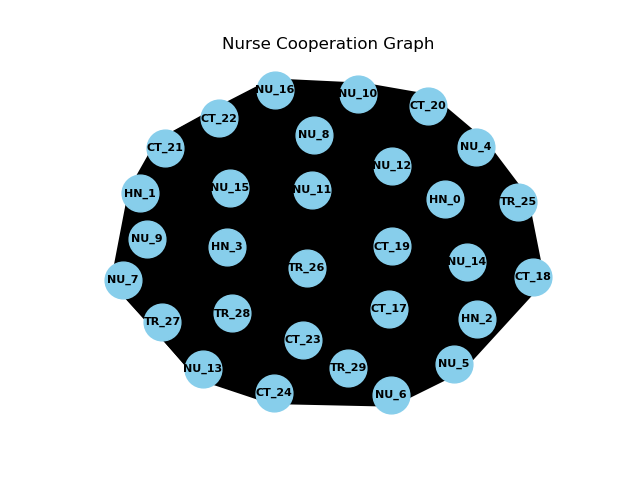 Nurse Cooperation Graph
NU_16
NU_10
CT_20
CT_22
NU_8
CT_21
NU_4
NU_12
NU_15
NU_11
HN_1
HN_0
TR_25
NU_9
HN_3
CT_19
NU_14
TR_26
NU_7
CT_18
TR_28
CT_17
TR_27
HN_2
CT_23
NU_13
TR_29
NU_5
CT_24
NU_6